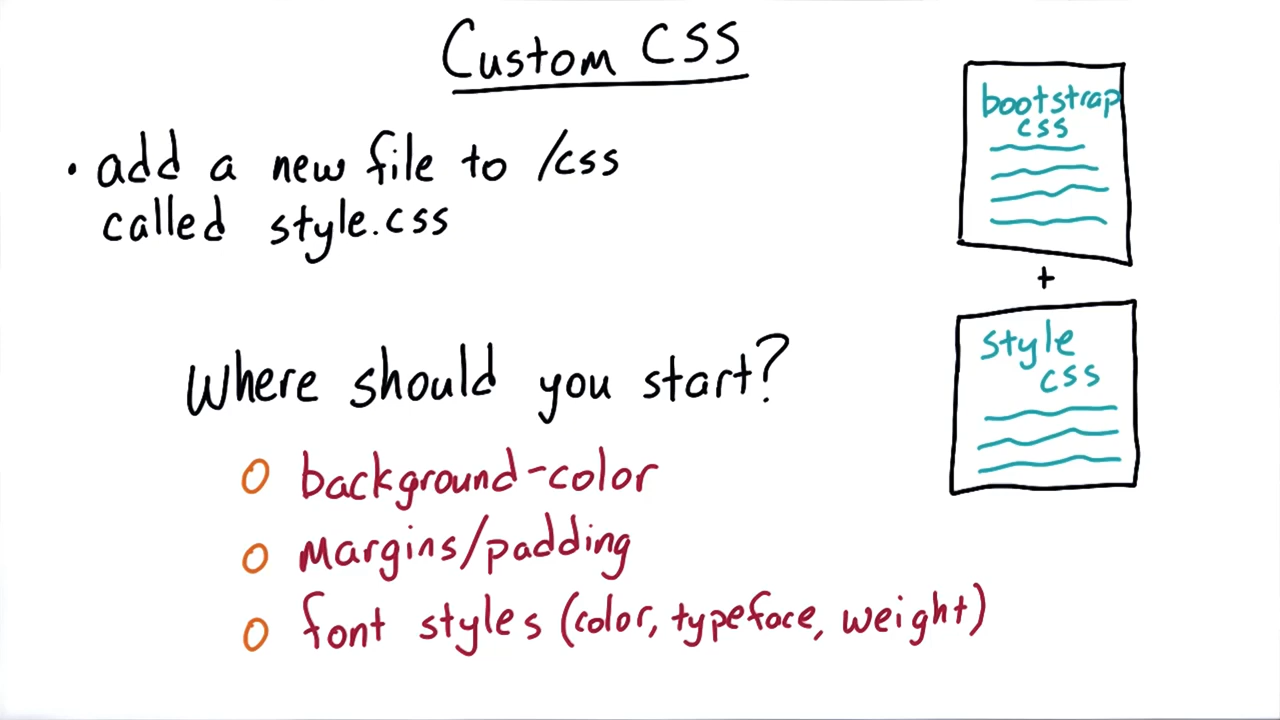 Custom CSS
• add a new file to /css
called style.css
Where should you start?
o background-color
o margins/padding
o font styles (color, typeface, weight)
bootstrap
css
+
style
css